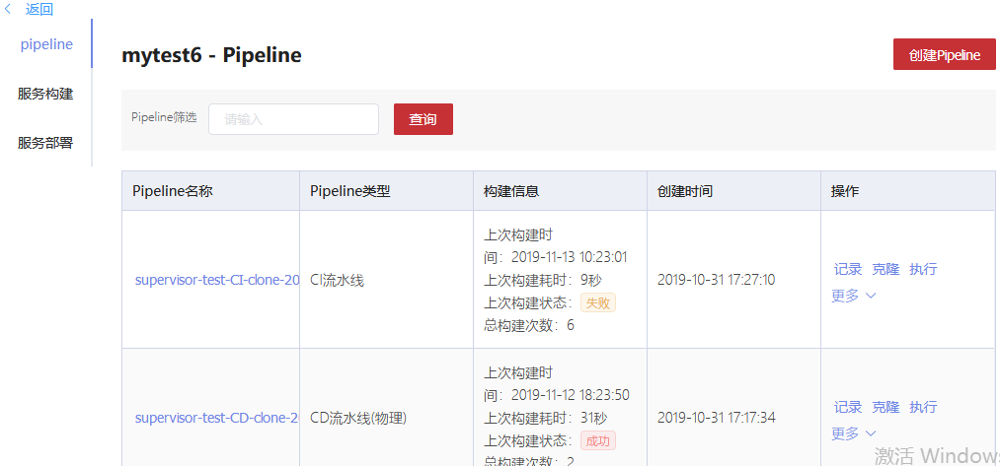 返回
pipeline
服务构建
服务部署
mytest6 - Pipeline
创建Pipeline
Pipeline筛选
请输入
查询
Pipeline名称
Pipeline类型
构建信息
创建时间
操作
supervisor-test-CI-clone-20
CI流水线
上次构建时
间：2019-11-13 10:23:01
上次构建耗时：9秒
上次构建状态：失败
总构建次数：6
2019-10-31 17:27:10
记录 克隆 执行
更多
supervisor-test-CD-clone-2
CD流水线(物理)
上次构建时
间：2019-11-12 18:23:50
上次构建耗时：31秒
上次构建状态：成功
总构建次数：2
2019-10-31 17:17:34
记录 克隆 执行
更多
激活 Windows